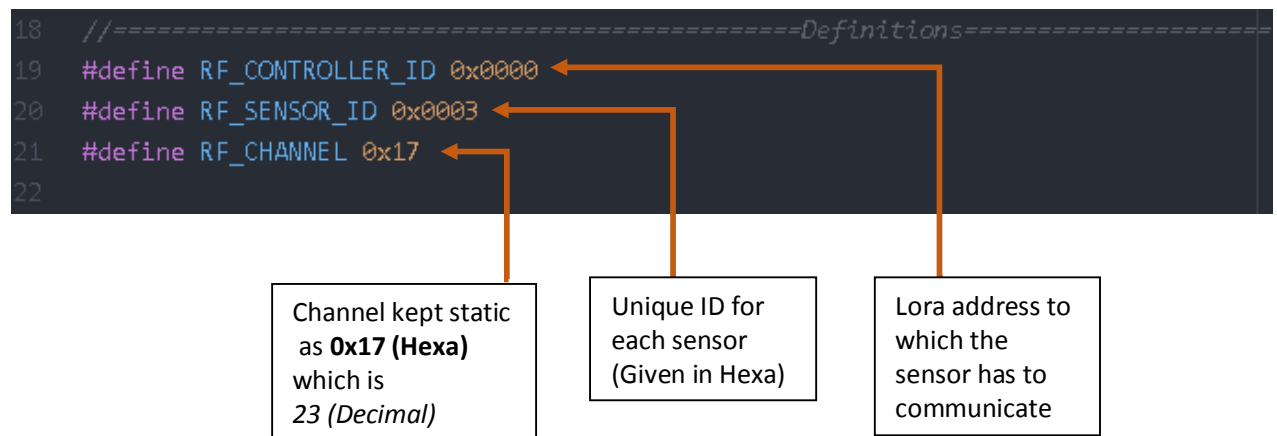 18 //===============================================Definitions=====================
19 #define RF_CONTROLLER_ID 0x0000
20 #define RF_SENSOR_ID 0x0003
21 #define RF_CHANNEL 0x17
22
Channel kept static
as 0x17 (Hexa)
which is
23 (Decimal)
Unique ID for
each sensor
(Given in Hexa)
Lora address to
which the
sensor has to
communicate